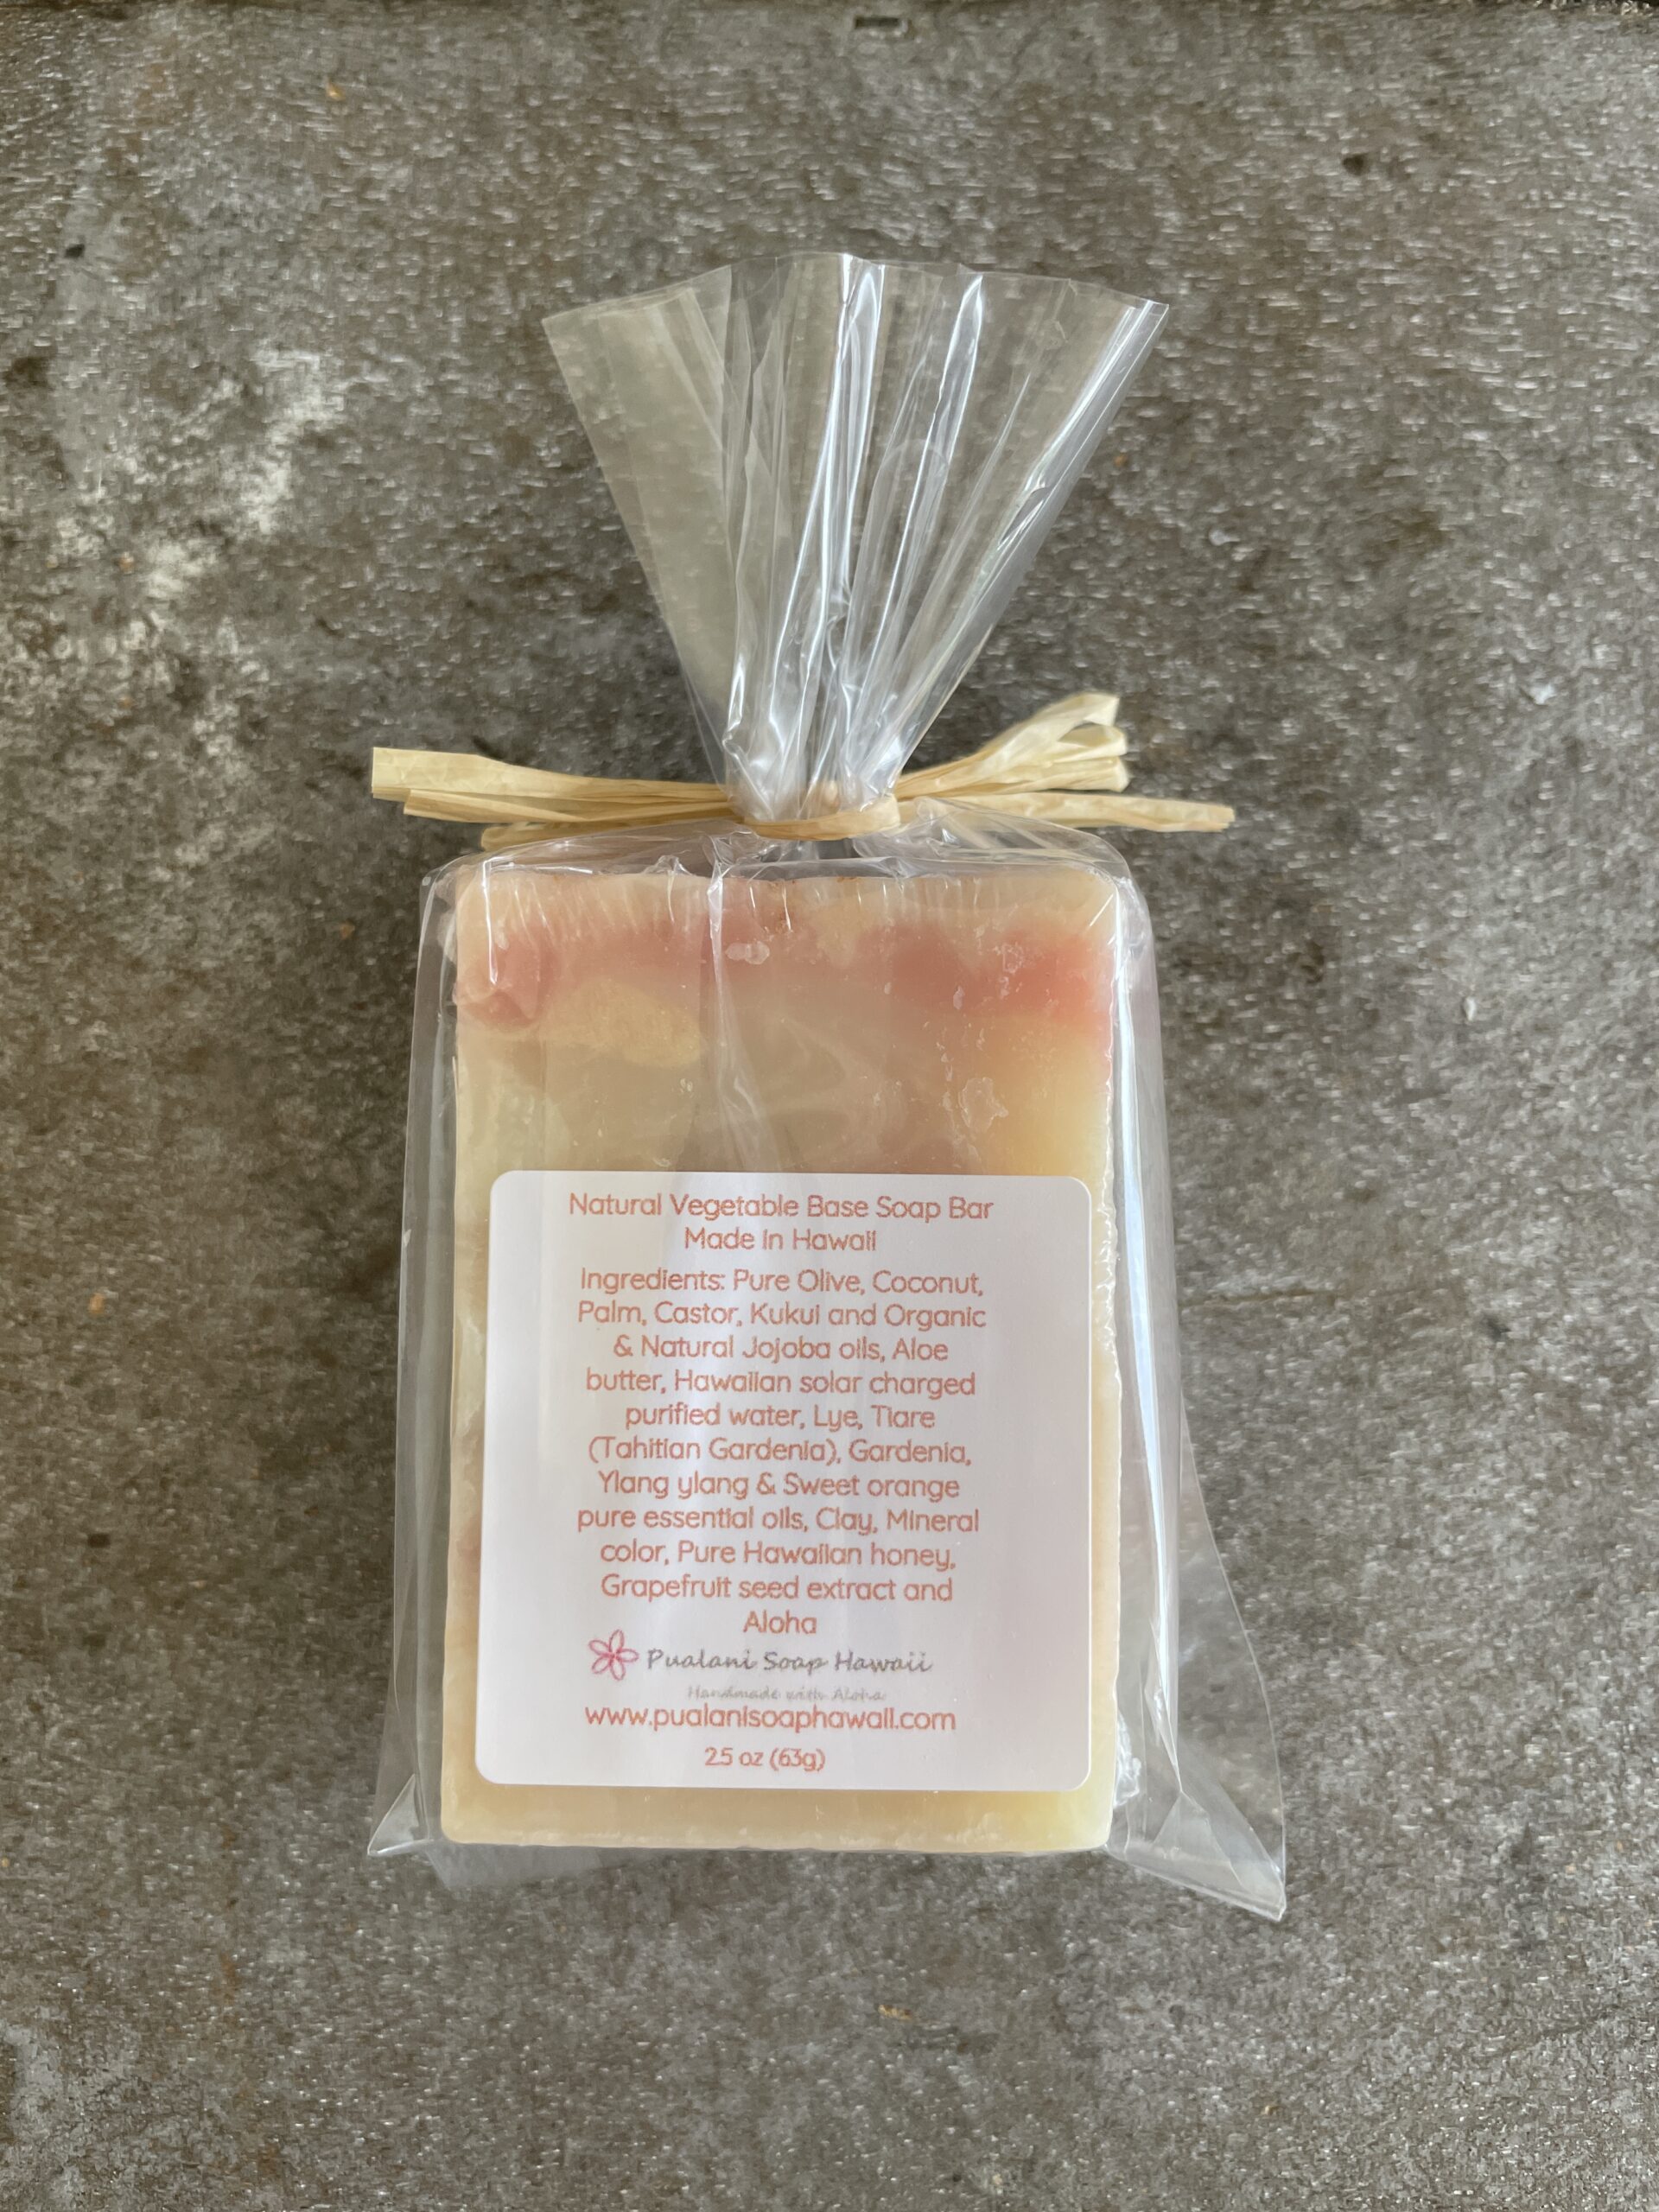 Natural Vegetable Base Soap Bar
Made in Hawaii
Ingredients: Pure Olive, Coconut,
Palm, Castor, Kukui and Organic
& Natural Jojoba oils, Aloe
butter, Hawaiian solar charged
purified water, Lye, Tiare
(Tahitian Gardenia), Gardenia,
Ylang ylang & Sweet orange
pure essential oils, Clay, Mineral
color, Pure Hawaiian honey,
Grapefruit seed extract and
Aloha
Pualani Soap Hawaii
Handmade with Aloha
www.pualanisoaphawaii.com
2.5 oz (63g)